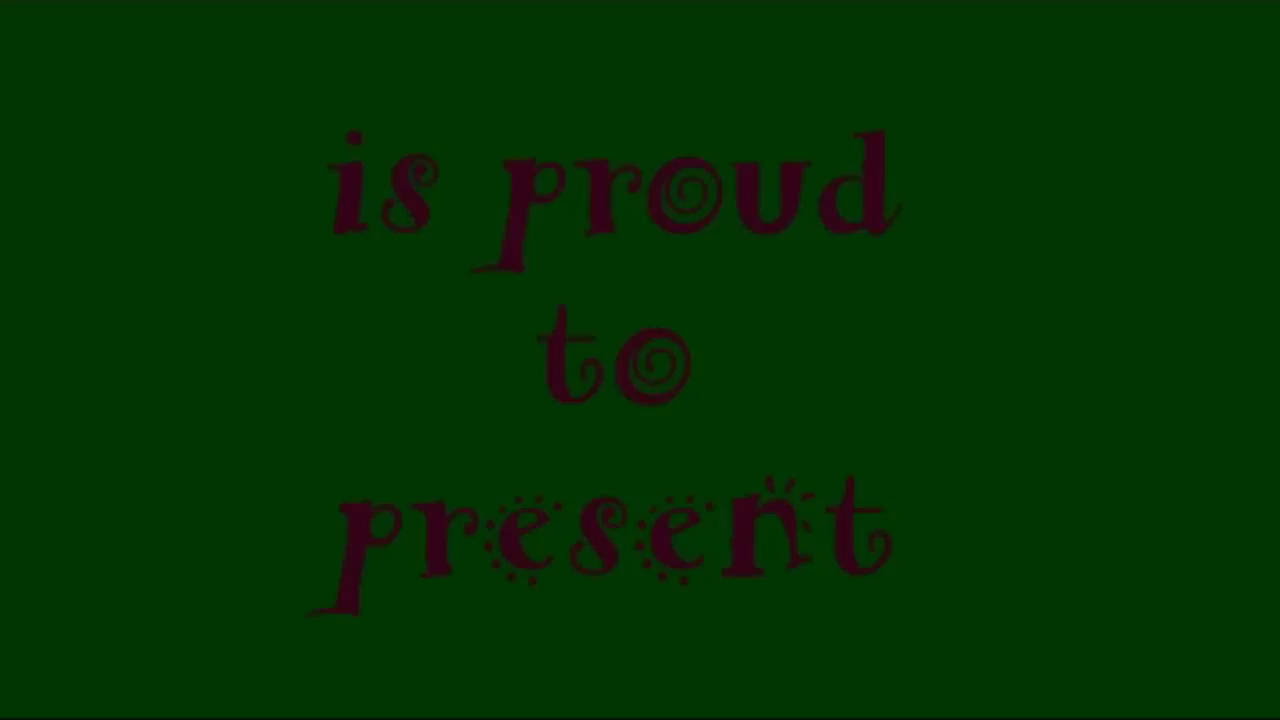 is proud
to
present